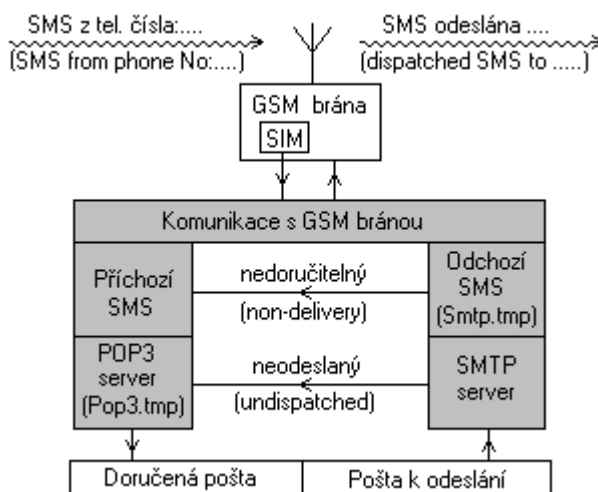 SMS z tel. čísla:....
(SMS from phone No:....)
SMS odeslána ....
(dispatched SMS to .....)
GSM brána
SIM
Komunikace s GSM bránou
Příchozí
SMS
nedoručitelný
(non-delivery)
Odchozí
SMS
(Smtp.tmp)
POP3
server
(Pop3.tmp)
neodeslaný
(undispatched)
SMTP
server
Doručená pošta
Pošta k odeslání